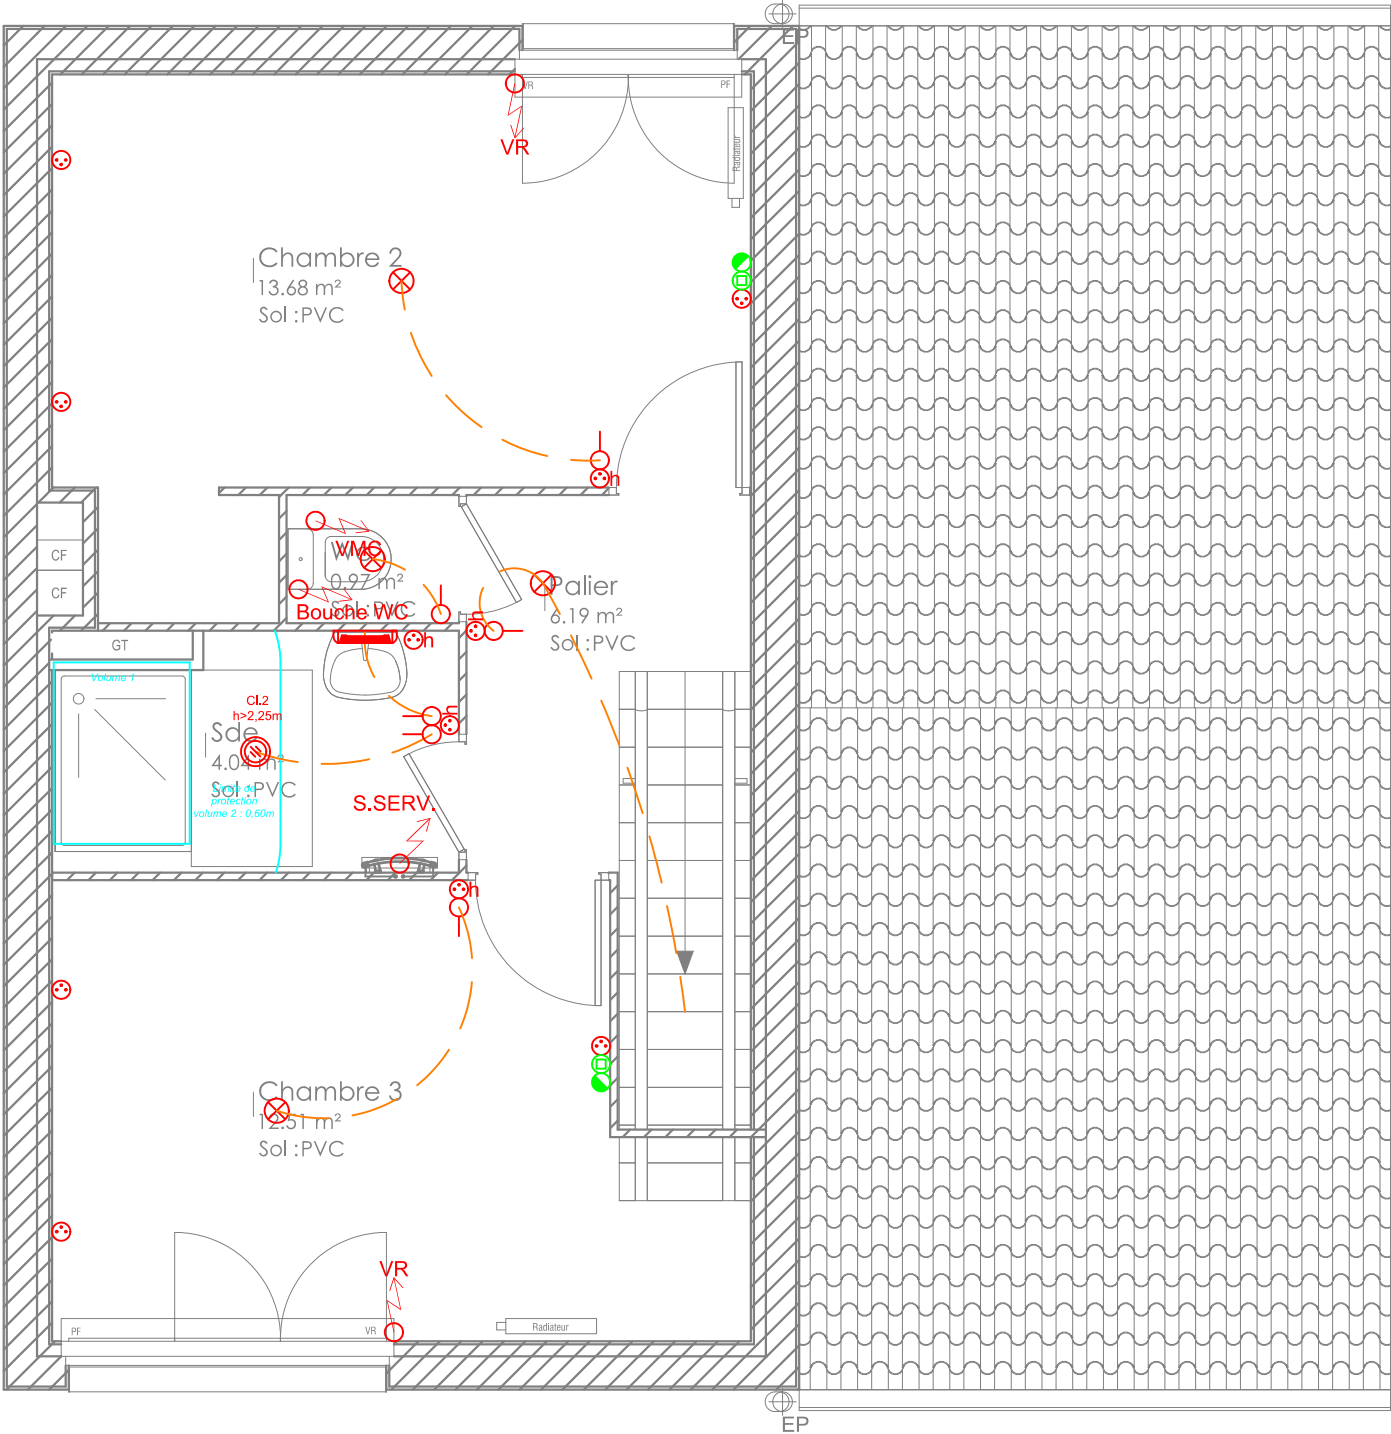 EP
VR
PF
VR
Radiateur
Chambre 2
13.68 m²
Sol :PVC
h
CF
CF
VMC
WC
0.97 m²
Sol :PVC
Bouche WC
Palier
6.19 m²
Sol :PVC
h
h
GT
Volume 1
Cl.2
h>2,25m
h
Sde
4.04 m²
Sol :PVC
Limite de
protection
volume 2 : 0.60m
S.SERV.
h
Chambre 3
12.51 m²
Sol :PVC
VR
PF
VR
Radiateur
EP